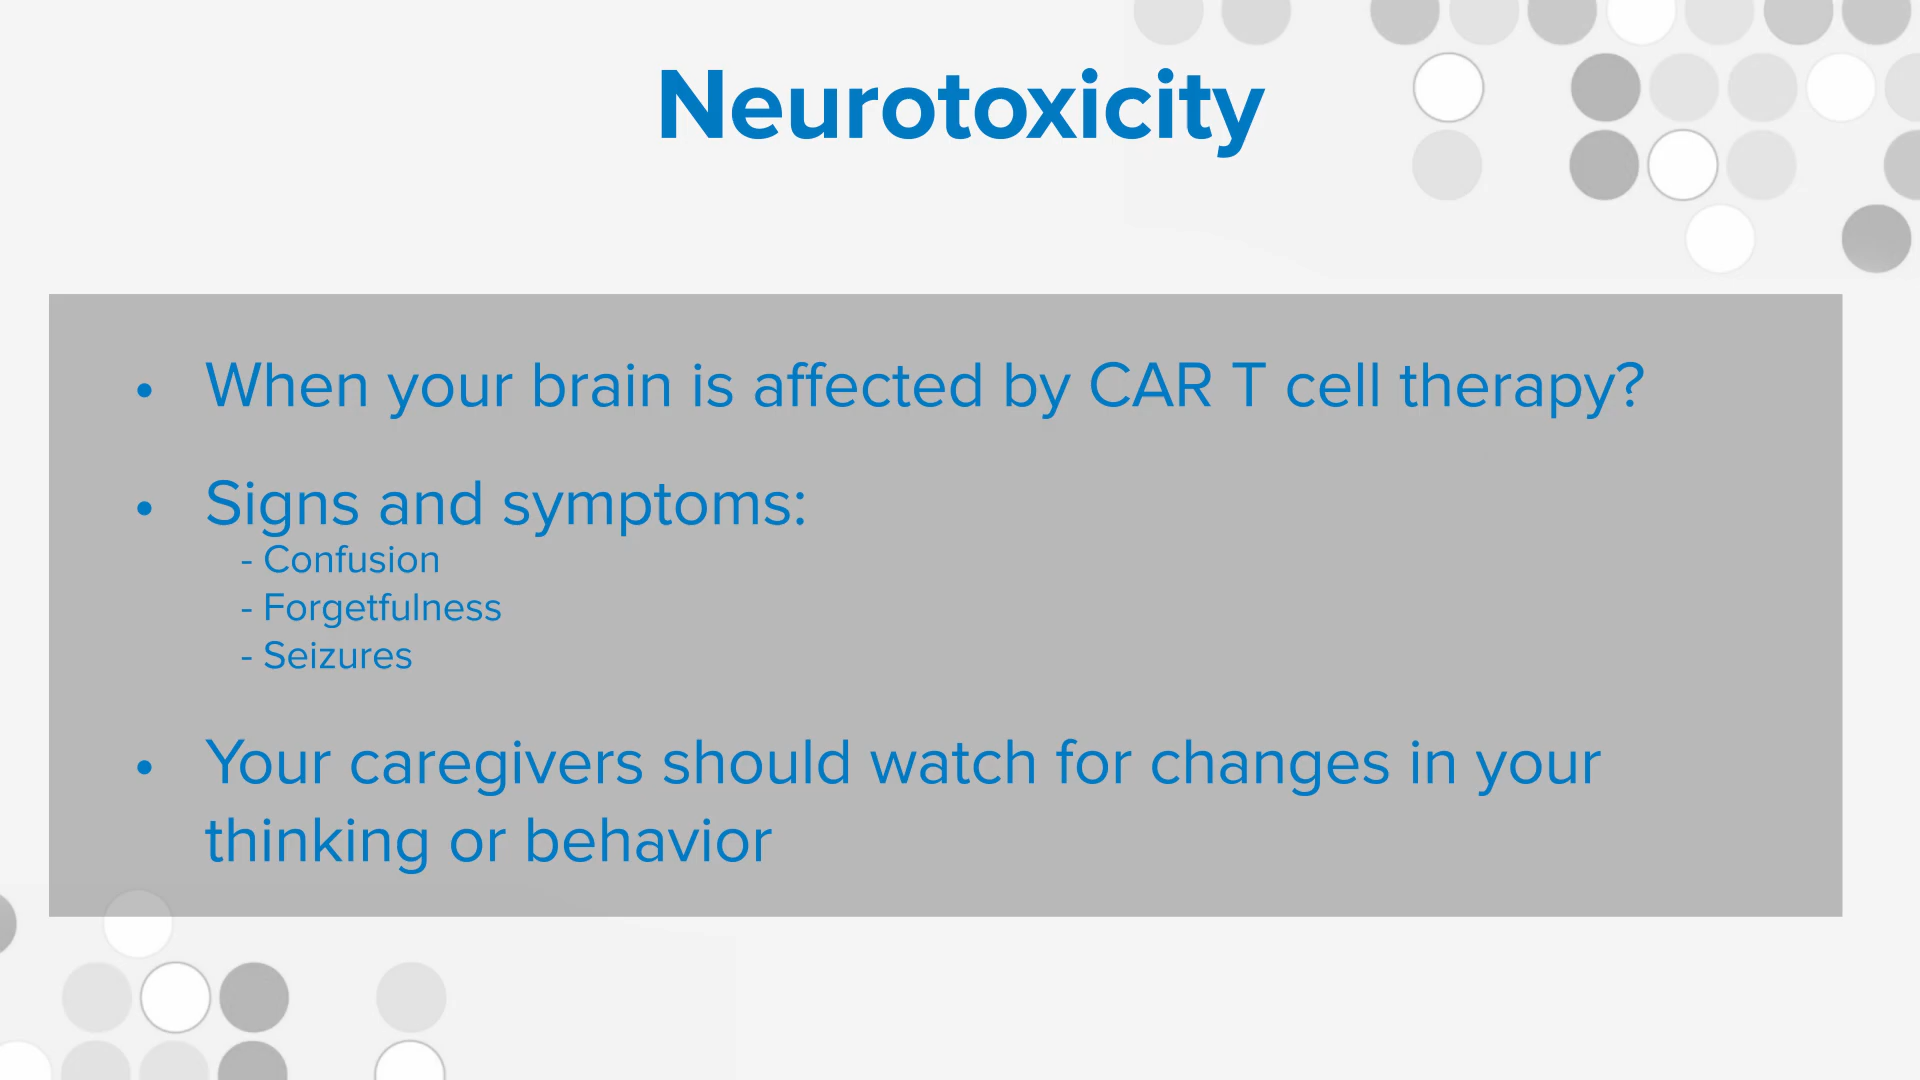 Neurotoxicity
• When your brain is affected by CAR T cell therapy?
• Signs and symptoms:
- Confusion
- Forgetfulness
- Seizures
• Your caregivers should watch for changes in your
thinking or behavior